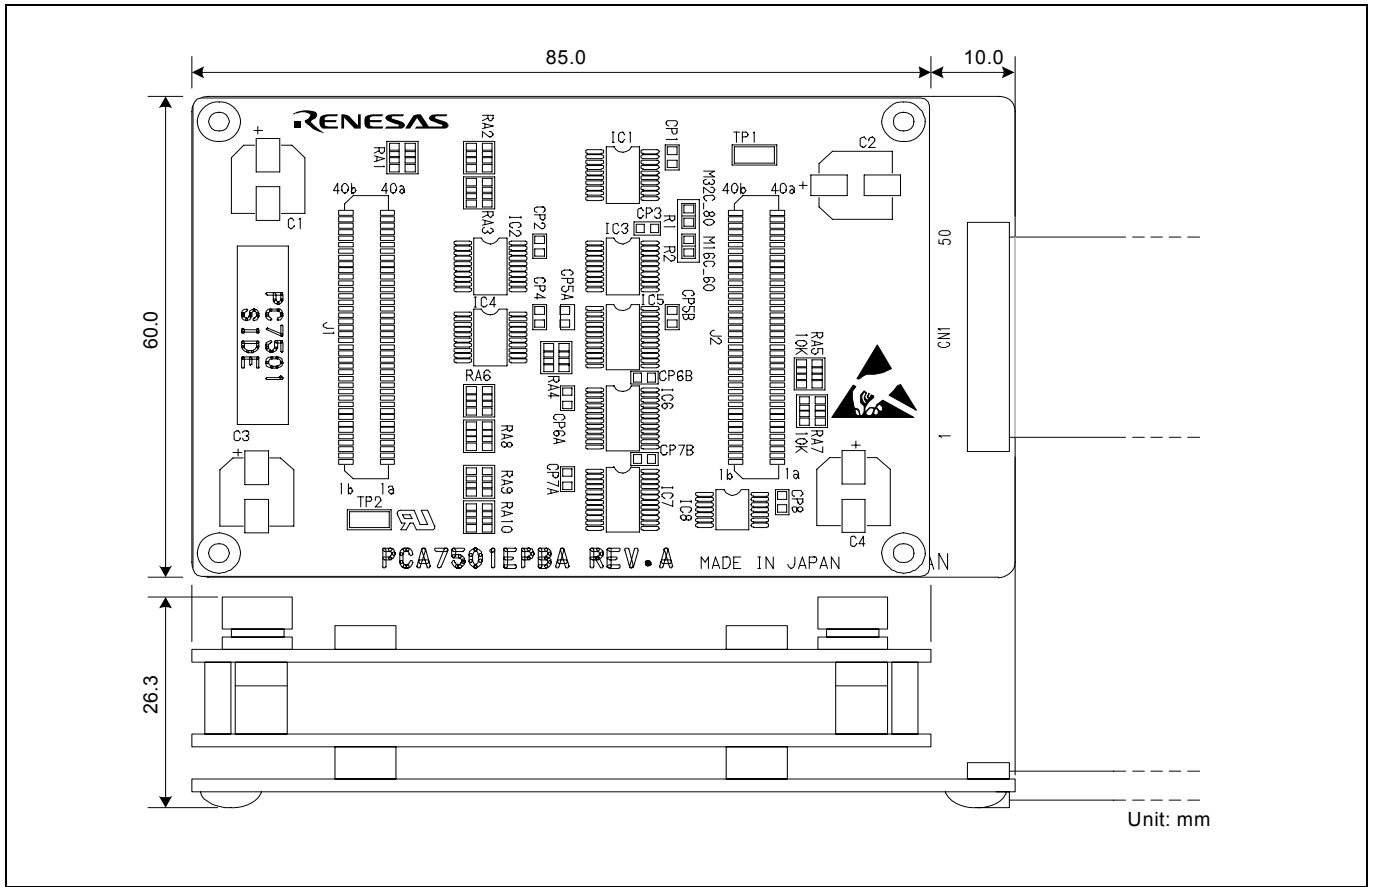 85.0
10.0
RENESAS
RA1
RA2
IC1
CP1
TP1
C2
+
+
40b 40a
40b 40a
C1
RA3
IC2
CP2
IC3
CP3
R1
R2
M32C_80
M16C_60
50
60.0
PC7501
SIDE
J1
IC4
CP4
CP5A
IC5
CP5B
J2
RA5
10K
CN1
RA6
RA4
CP6B
IC6
CP6A
RA7
10K
1
C3
+
RA8
CP7B
+
1b 1a
RA9
CP7A
IC7
1b 1a
TP2
RU
RA10
IC8
CP8
C4
PCA7501EPBA REV.A
MADE IN JAPAN
AN
26.3
Unit: mm